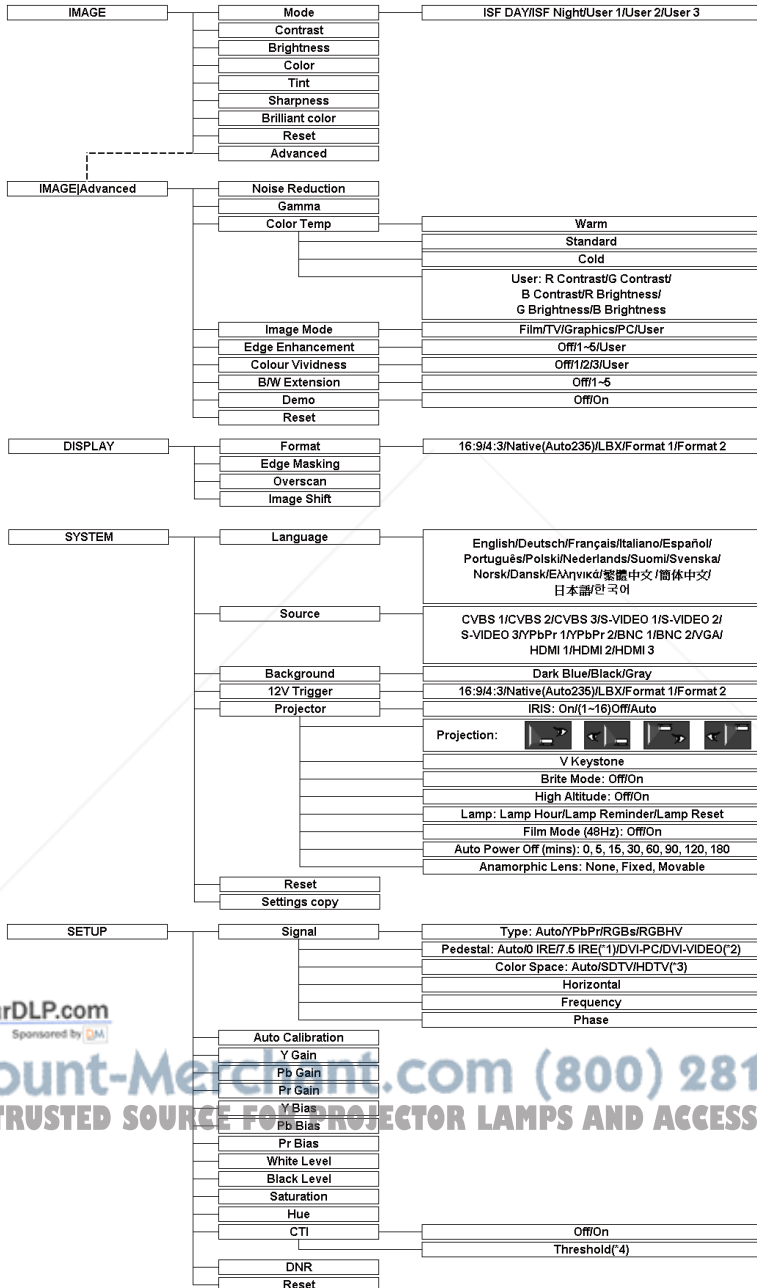 IMAGE
Mode
ISF DAY/ISF Night/User 1/User 2/User 3
Contrast
Brightness
Color
Tint
Sharpness
Brilliant color
Reset
Advanced
IMAGE|Advanced
Noise Reduction
Gamma
Color Temp
Warm
Standard
Cold
User: R Contrast/G Contrast/
B Contrast/R Brightness/
G Brightness/B Brightness
Image Mode
Film/TV/Graphics/PC/User
Edge Enhancement
Off/1~5/User
Colour Vividness
Off/1/2/3/User
B/W Extension
Off/1~5
Demo
Off/On
Reset
DISPLAY
Format
16:9/4:3/Native(Auto235)/LBX/Format 1/Format 2
Edge Masking
Overscan
Image Shift
SYSTEM
Language
English/Deutsch/Français/Italiano/Español/
Português/Polski/Nederlands/Suomi/Svenska/
Norsk/Dansk/Ελληνικά/繁體中文/簡体中文/
日本語/한국어
Source
CVBS 1/CVBS 2/CVBS 3/S-VIDEO 1/S-VIDEO 2/
S-VIDEO 3/YPbPr 1/YPbPr 2/BNC 1/BNC 2/VGA/
HDMI 1/HDMI 2/HDMI 3
Background
Dark Blue/Black/Gray
12V Trigger
16:9/4:3/Native(Auto235)/LBX/Format 1/Format 2
Projector
IRIS: On/(1~16)Off/Auto
Projection:
V Keystone
Brite Mode: Off/On
High Altitude: Off/On
Lamp: Lamp Hour/Lamp Reminder/Lamp Reset
Film Mode (48Hz): Off/On
Auto Power Off (mins): 0, 5, 15, 30, 60, 90, 120, 180
Anamorphic Lens: None, Fixed, Movable
Reset
Settings copy
SETUP
Signal
Type: Auto/YPbPr/RGBs/RGBHV
Pedestal: Auto/0 IRE/7.5 IRE(*1)/DVI-PC/DVI-VIDEO(*2)
Color Space: Auto/SDTV/HDTV(*3)
Horizontal
Frequency
Phase
rDLP.com
Sponsored by DM
Auto Calibration
Y Gain
Pb Gain
ount-Merchant.com (800) 281
Pr Gain
Y Bias
TRUSTED SOURCE FOR PROJECTOR LAMPS AND ACCESS
Pb Bias
Pr Bias
White Level
Black Level
Saturation
Hue
CTI
Off/On
Threshold(*4)
DNR
Reset